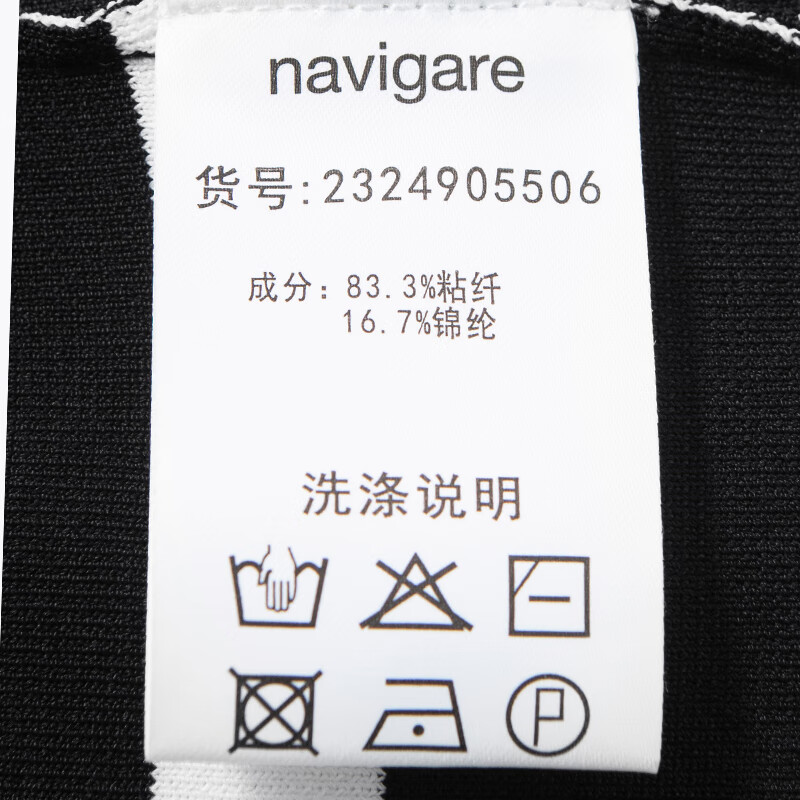 navigare
货号:2324905506
成分: 83.3%粘纤
16.7%锦纶
洗涤说明
P